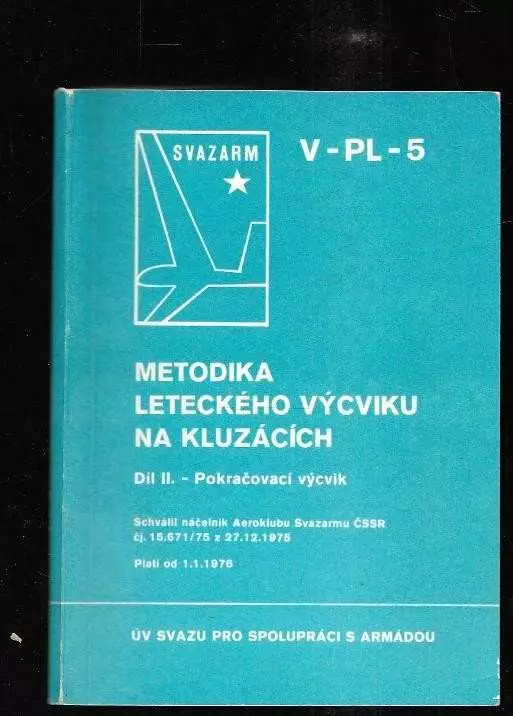 SVAZARM
V-PL-5
METODIKA
LETECKÉHO VÝCVIKU
NA KLUZÁCÍCH
Díl II. - Pokračovací výcvik
Schválil náčelník Aeroklubu Svazarmu ČSSR
čj. 15.671/75 z 27.12.1975
Platí od 1.1.1976
ÚV SVAZU PRO SPOLUPRÁCI S ARMÁDOU